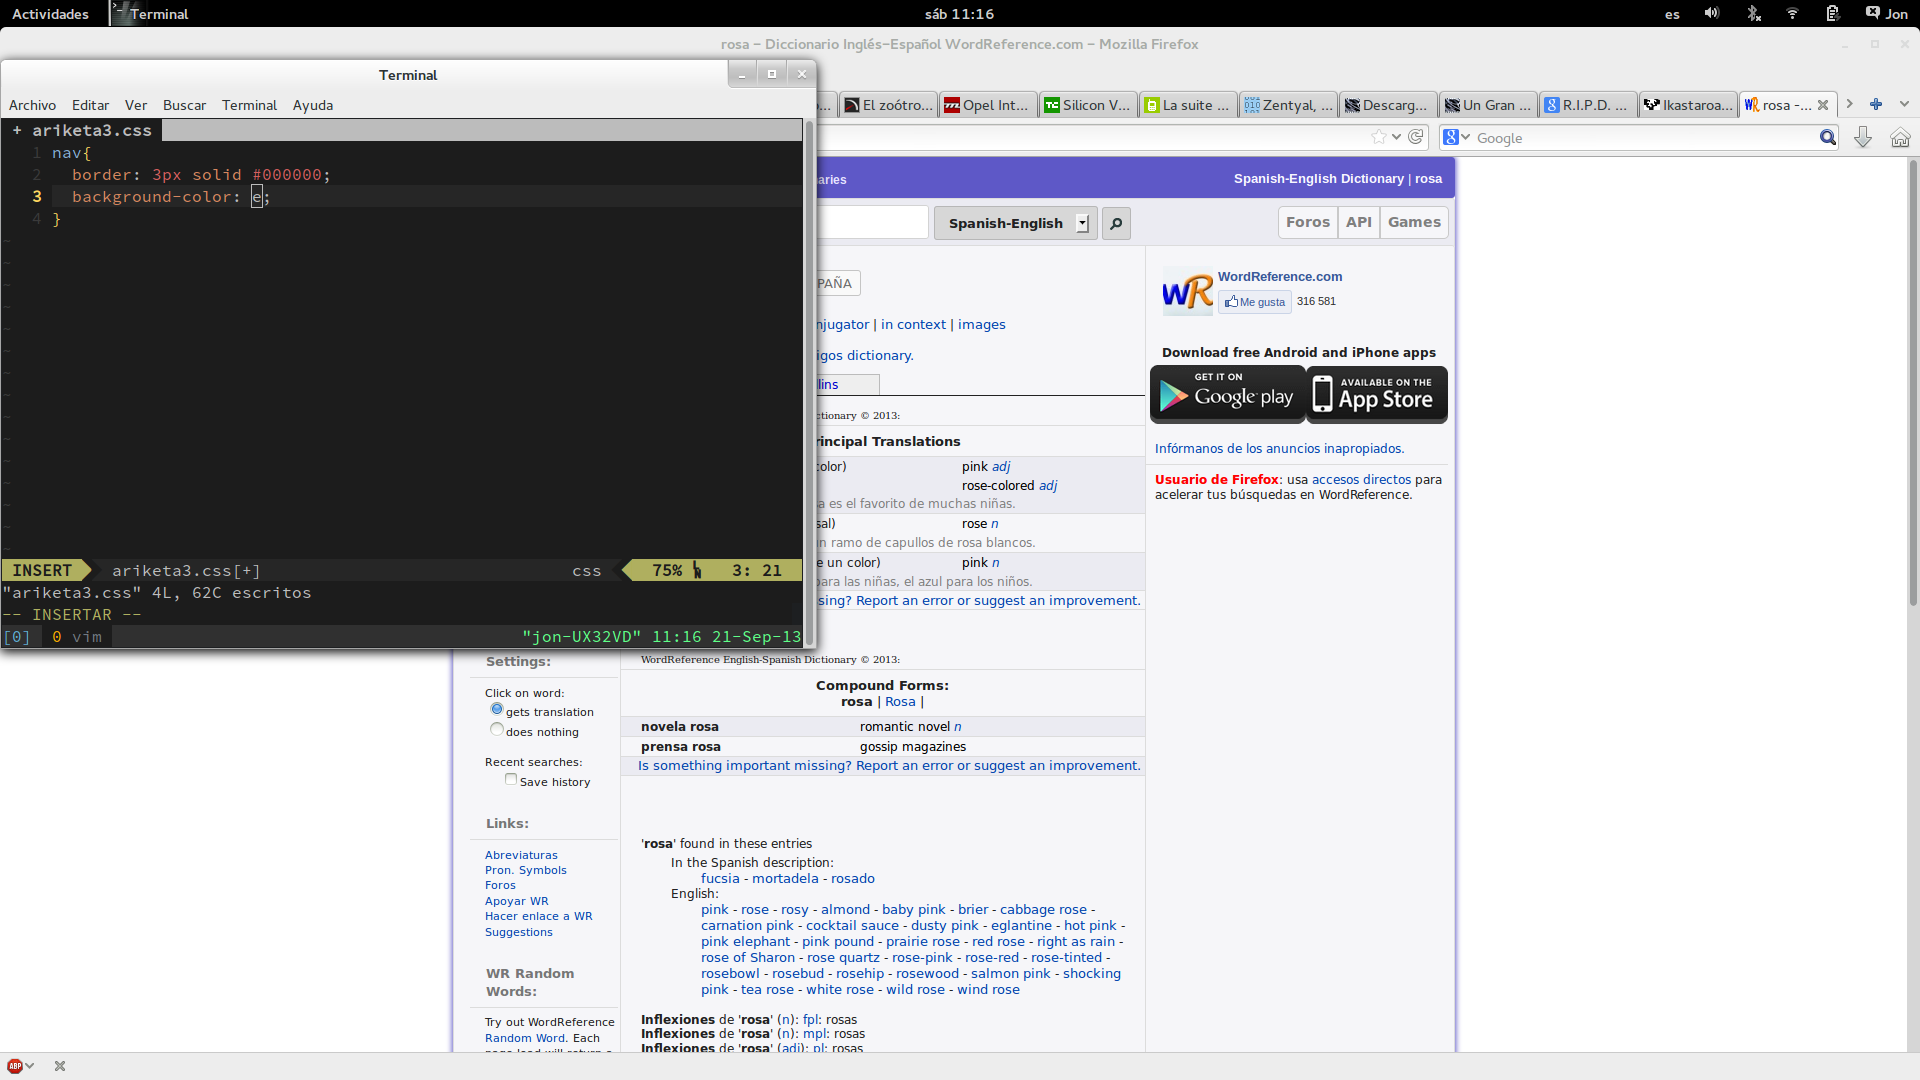 Actividades Terminal sáb 11:16 es Jon
rosa - Diccionario Inglés-Español WordReference.com - Mozilla Firefox
Terminal
Archivo Editar Ver Buscar Terminal Ayuda
El zoótro... Opel Int... Silicon V... La suite ... Zentyal, ... Descarg... Un Gran ... R.I.P.D. ... Ikastaroa... rosa -...
Google
+ ariketa3.css
1 nav{
2 border: 3px solid #000000;
3 background-color: e;
4 }
INSERT ariketa3.css[+] css 75% LN 3: 21
"ariketa3.css" 4L, 62C escritos
-- INSERTAR --
[0] 0 vim "jon-UX32VD" 11:16 21-Sep-13
Spanish-English Dictionary | rosa
Spanish-English
Foros API Games
in context | images
dictionary.
© 2013:
Translations
pink adj
rose-colored adj
es el favorito de muchas niñas.
rose n
ramo de capullos de rosa blancos.
un color) pink n
para las niñas, el azul para los niños.
Report an error or suggest an improvement.
WordReference.com
Me gusta 316 581
Download free Android and iPhone apps
GET IT ON Google play
AVAILABLE ON THE App Store
Infórmanos de los anuncios inapropiados.
Usuario de Firefox: usa accesos directos para
acelerar tus búsquedas en WordReference.
Settings:
Click on word:
gets translation
does nothing
Recent searches:
Save history
Links:
Abreviaturas
Pron. Symbols
Foros
Apoyar WR
Hacer enlace a WR
Suggestions
WR Random
Words:
Try out WordReference
Random Word. Each
WordReference English-Spanish Dictionary © 2013:
Compound Forms:
rosa | Rosa |
novela rosa romantic novel n
prensa rosa gossip magazines
Is something important missing? Report an error or suggest an improvement.
'rosa' found in these entries
In the Spanish description:
fucsia - mortadela - rosado
English:
pink - rose - rosy - almond - baby pink - brier - cabbage rose -
carnation pink - cocktail sauce - dusty pink - eglantine - hot pink -
pink elephant - pink pound - prairie rose - red rose - right as rain -
rose of Sharon - rose quartz - rose-pink - rose-red - rose-tinted -
rosebowl - rosebud - rosehip - rosewood - salmon pink - shocking
pink - tea rose - white rose - wild rose - wind rose
Inflexiones de 'rosa' (n): fpl: rosas
Inflexiones de 'rosa' (n): mpl: rosas
Inflexiones de 'rosa' (adj): pl: rosas
ABP